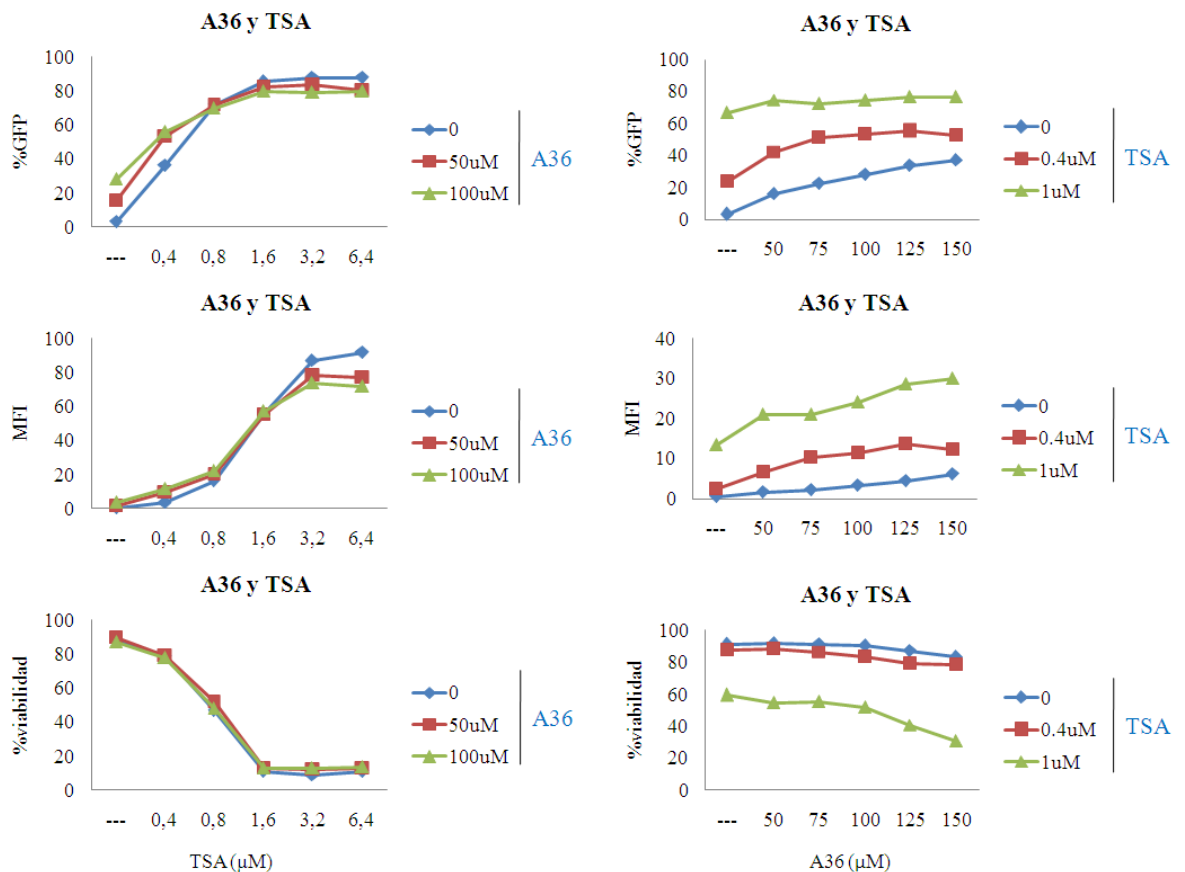 A36 y TSA
%GFP
100
80
60
40
20
0
--- 0,4 0,8 1,6 3,2 6,4
0
50uM
100uM
A36
A36 y TSA
%GFP
100
80
60
40
20
0
--- 50 75 100 125 150
0
0.4uM
1uM
TSA
A36 y TSA
MFI
100
80
60
40
20
0
--- 0,4 0,8 1,6 3,2 6,4
0
50uM
100uM
A36
A36 y TSA
MFI
40
30
20
10
0
--- 50 75 100 125 150
0
0.4uM
1uM
TSA
A36 y TSA
%viabilidad
100
80
60
40
20
0
--- 0,4 0,8 1,6 3,2 6,4
TSA (µM)
0
50uM
100uM
A36
A36 y TSA
%viabilidad
100
80
60
40
20
0
--- 50 75 100 125 150
A36 (µM)
0
0.4uM
1uM
TSA